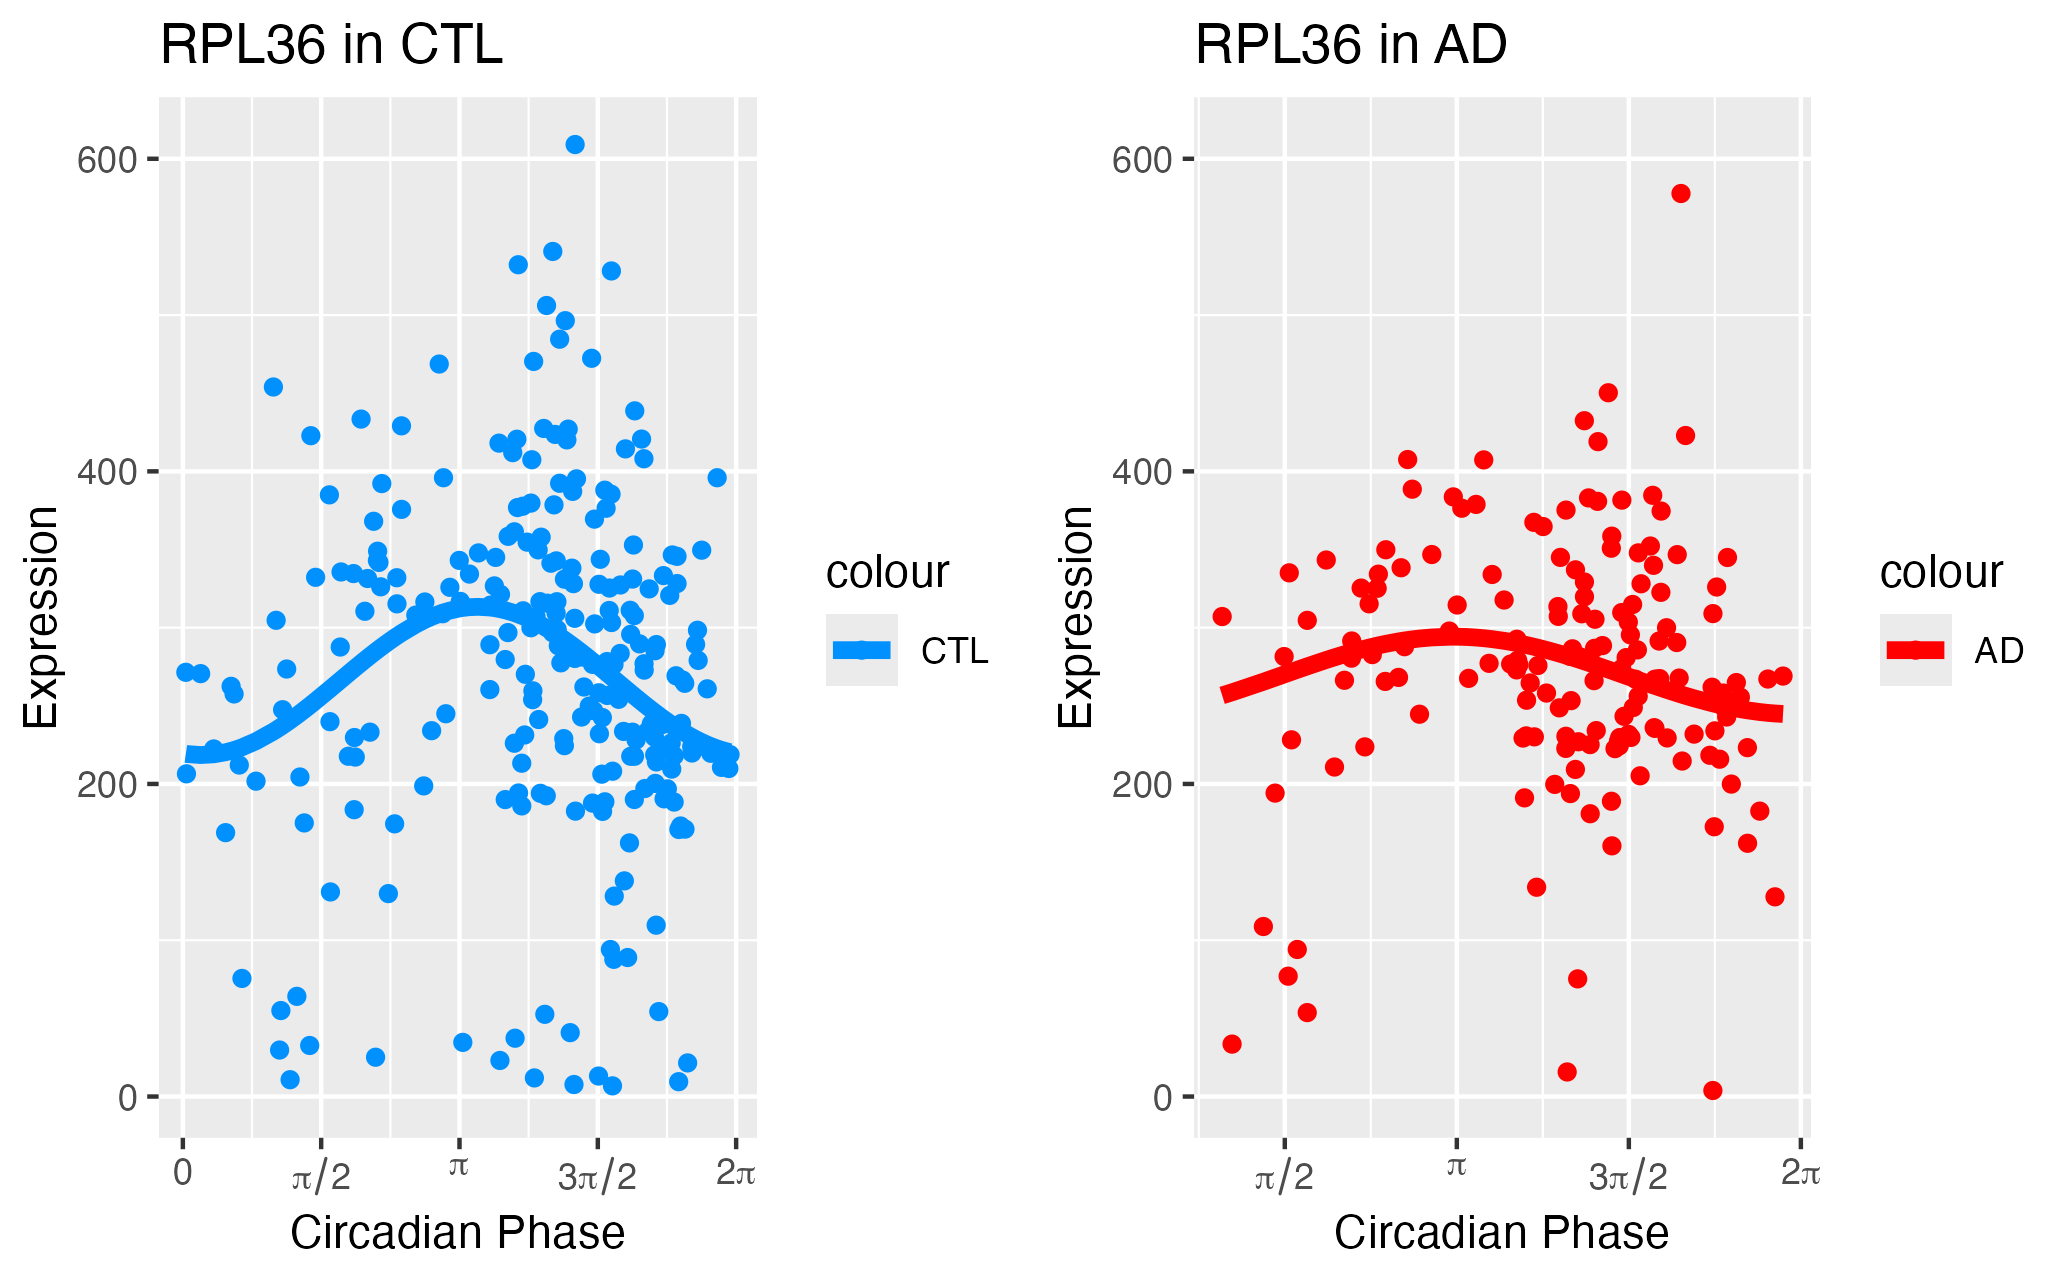 RPL36 in CTL
600
400
200
0
Expression
0 π/2 π 3π/2 2π
Circadian Phase
colour
CTL
RPL36 in AD
600
400
200
0
Expression
π/2 π 3π/2 2π
Circadian Phase
colour
AD